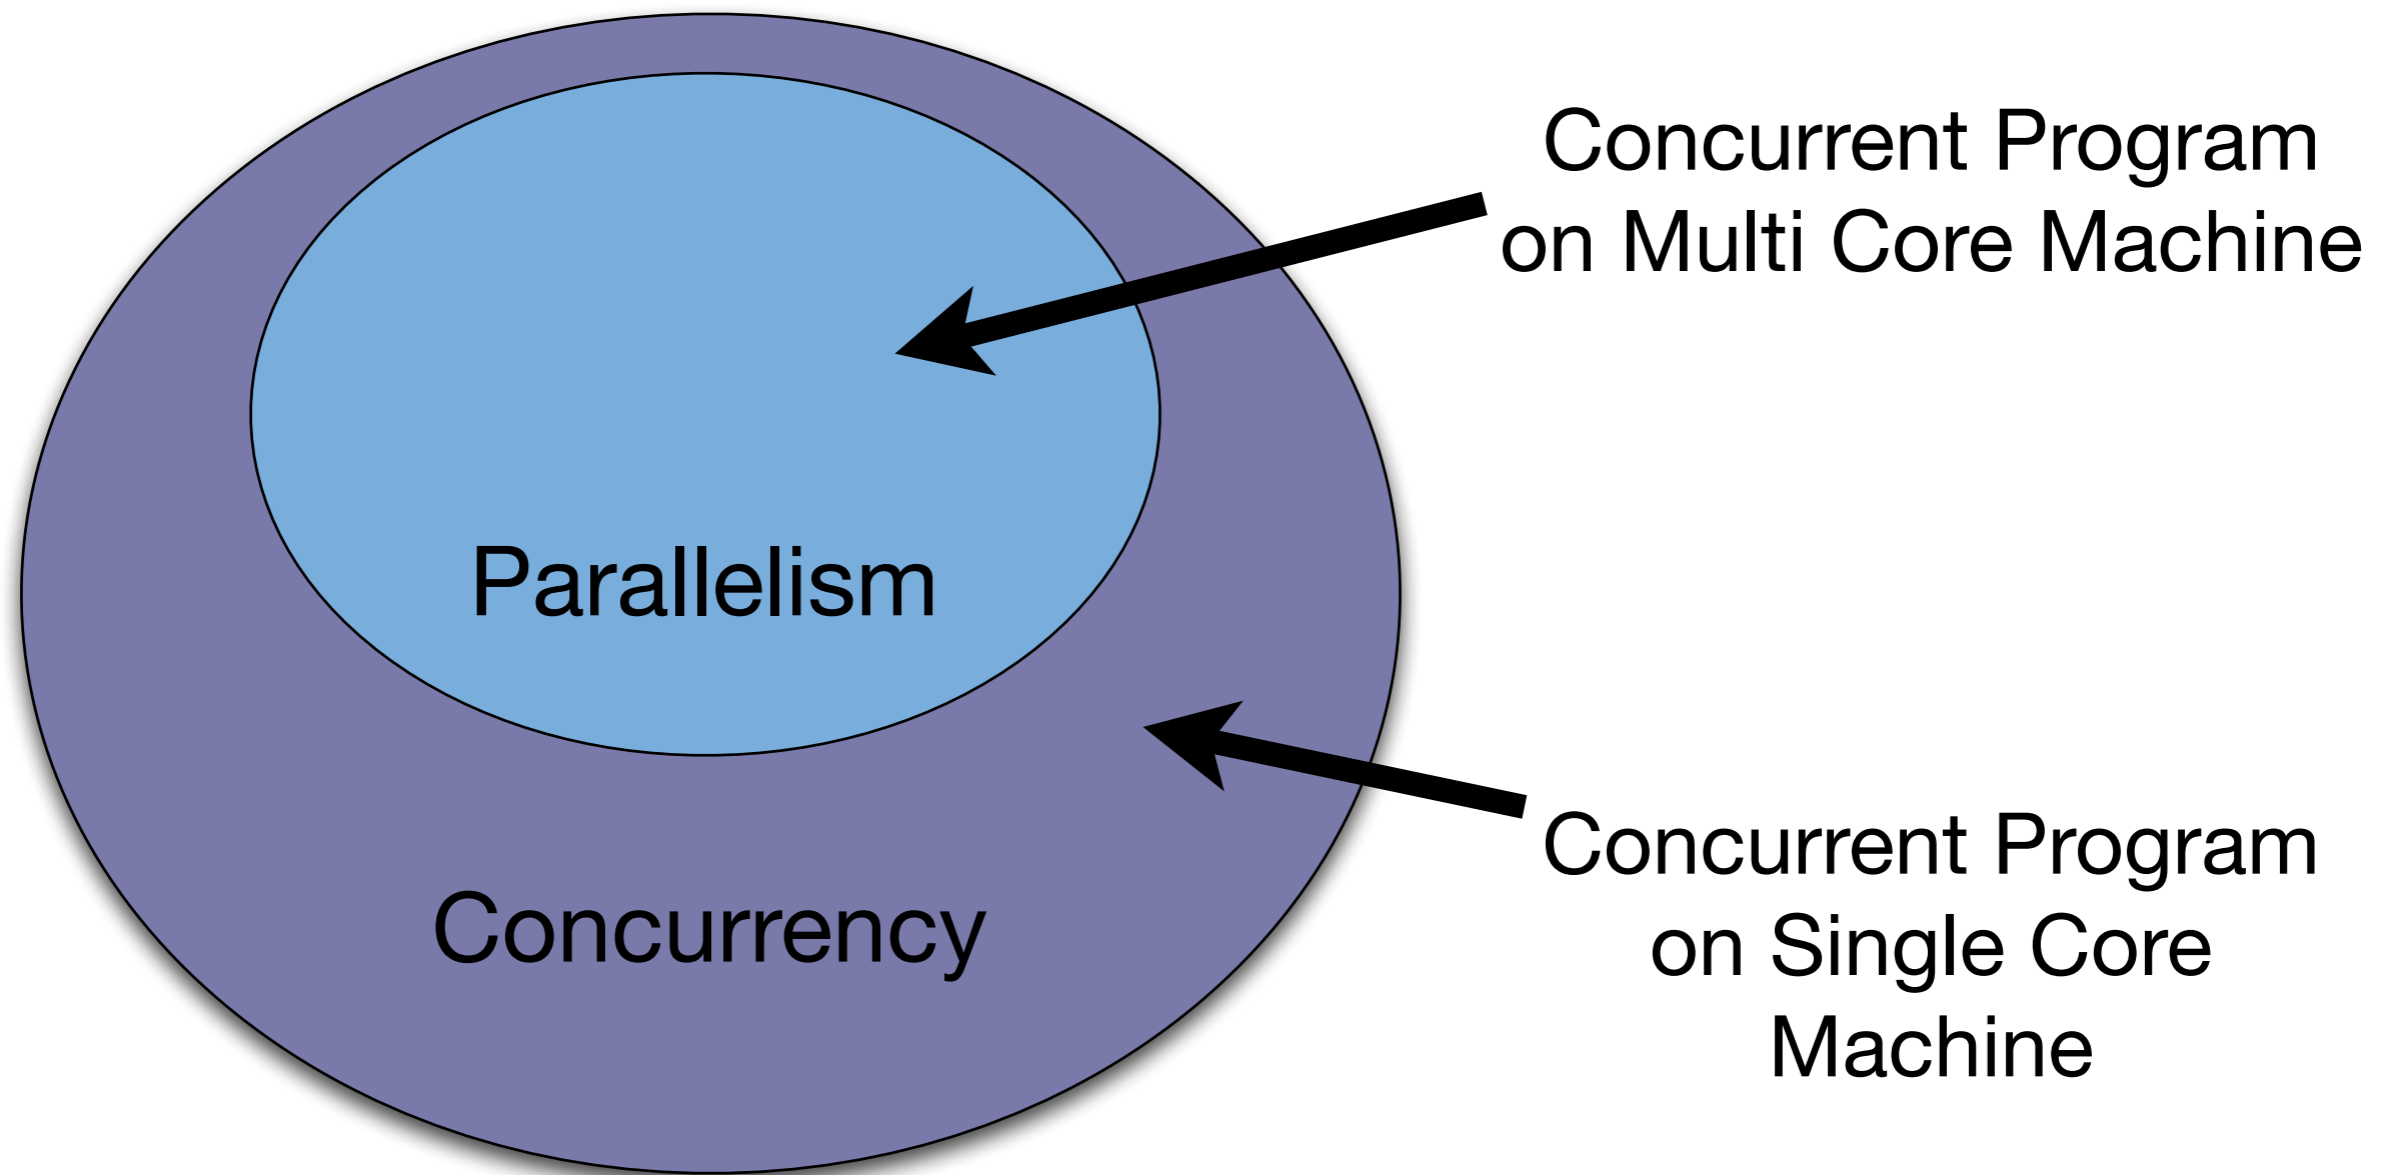 Concurrent Program
on Multi Core Machine
Parallelism
Concurrency
Concurrent Program
on Single Core
Machine